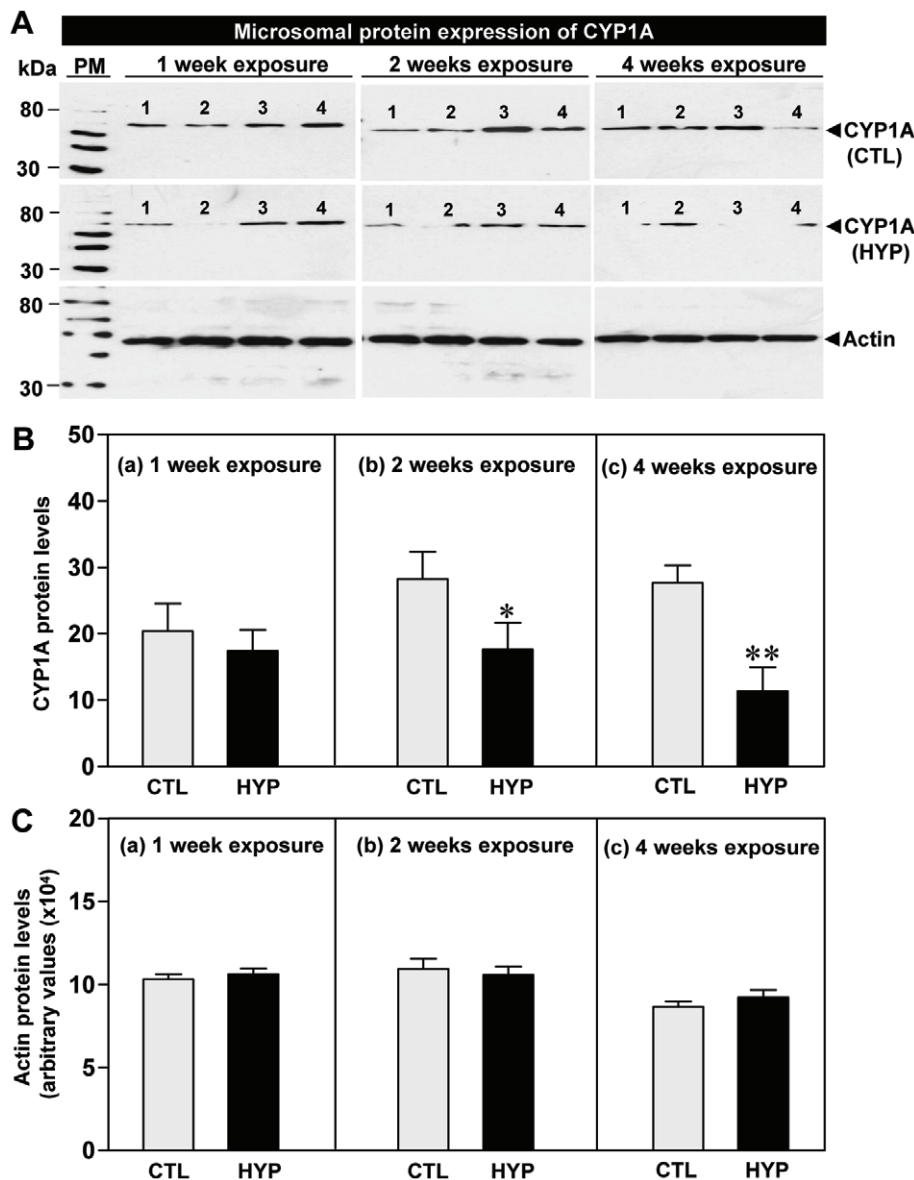 A
Microsomal protein expression of CYP1A
kDa PM 1 week exposure 2 weeks exposure 4 weeks exposure
80
1 2 3 4 1 2 3 4 1 2 3 4
CYP1A
(CTL)
30
80
1 2 3 4 1 2 3 4 1 2 3 4
CYP1A
(HYP)
30
80
Actin
30
B
CYP1A protein levels
50
40
30
20
10
0
(a) 1 week exposure
(b) 2 weeks exposure
(c) 4 weeks exposure
*
**
CTL HYP CTL HYP CTL HYP
C
Actin protein levels
(arbitrary values (x10⁴)
20
15
10
5
0
(a) 1 week exposure
(b) 2 weeks exposure
(c) 4 weeks exposure
CTL HYP CTL HYP CTL HYP